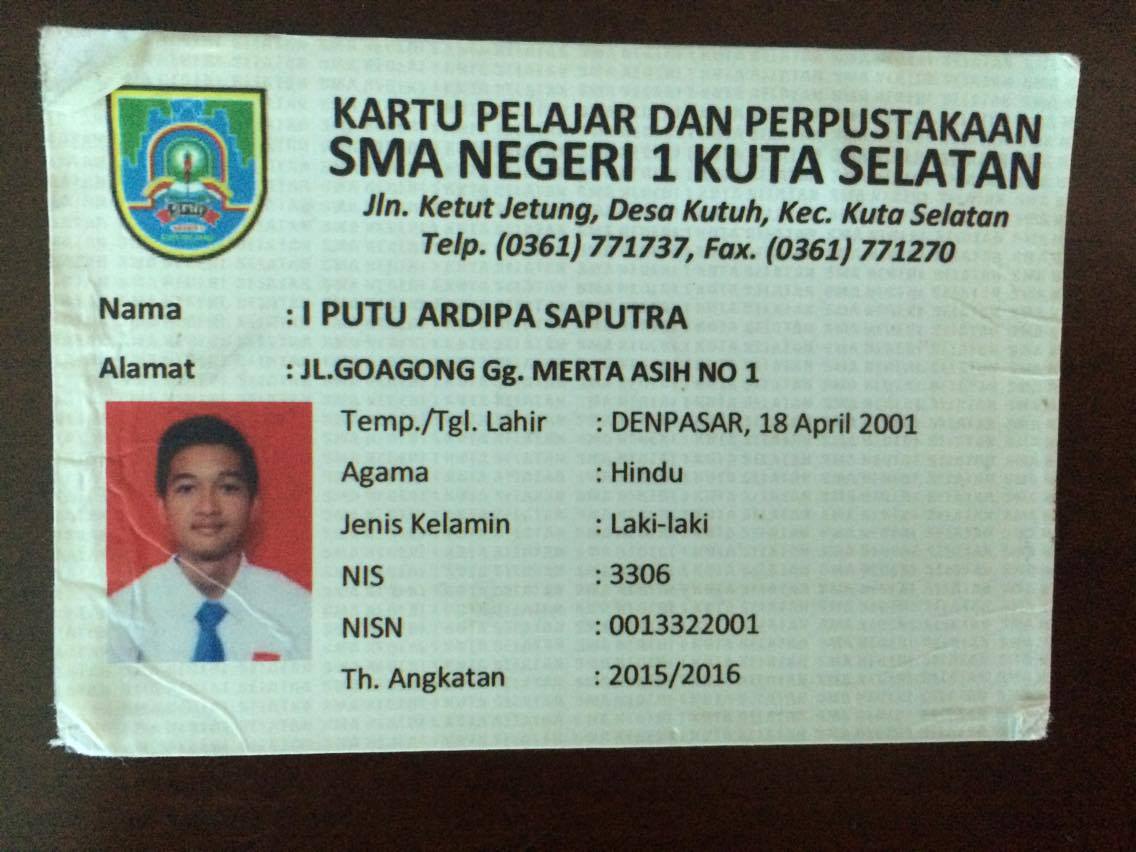 KARTU PELAJAR DAN PERPUSTAKAAN
SMA NEGERI 1 KUTA SELATAN
Jln. Ketut Jetung, Desa Kutuh, Kec. Kuta Selatan
Telp. (0361) 771737, Fax. (0361) 771270
Nama : I PUTU ARDIPA SAPUTRA
Alamat : JL.GOAGONG Gg. MERTA ASIH NO 1
Temp./Tgl. Lahir : DENPASAR, 18 April 2001
Agama : Hindu
Jenis Kelamin : Laki-laki
NIS : 3306
NISN : 0013322001
Th. Angkatan : 2015/2016